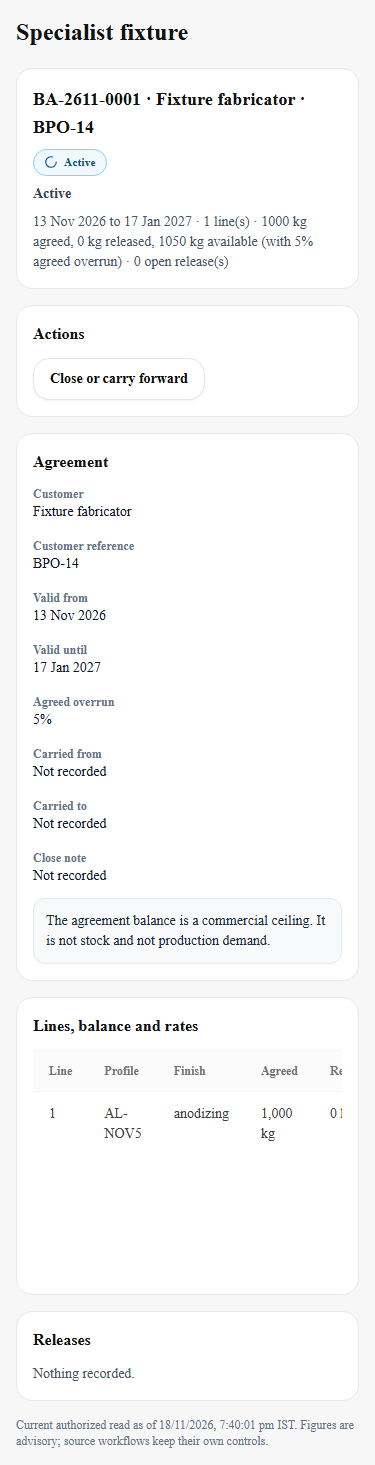 Specialist fixture
BA-2611-0001 · Fixture fabricator ·
BPO-14
Active
Active
13 Nov 2026 to 17 Jan 2027 · 1 line(s) · 1000 kg
agreed, 0 kg released, 1050 kg available (with 5%
agreed overrun) · 0 open release(s)
Actions
Close or carry forward
Agreement
Customer
Fixture fabricator
Customer reference
BPO-14
Valid from
13 Nov 2026
Valid until
17 Jan 2027
Agreed overrun
5%
Carried from
Not recorded
Carried to
Not recorded
Close note
Not recorded
The agreement balance is a commercial ceiling. It
is not stock and not production demand.
Lines, balance and rates
Line Profile Finish Agreed
1 AL- anodizing 1,000 0
NOV5 kg
Releases
Nothing recorded.
Current authorized read as of 18/11/2026, 7:40:01 pm IST. Figures are
advisory; source workflows keep their own controls.